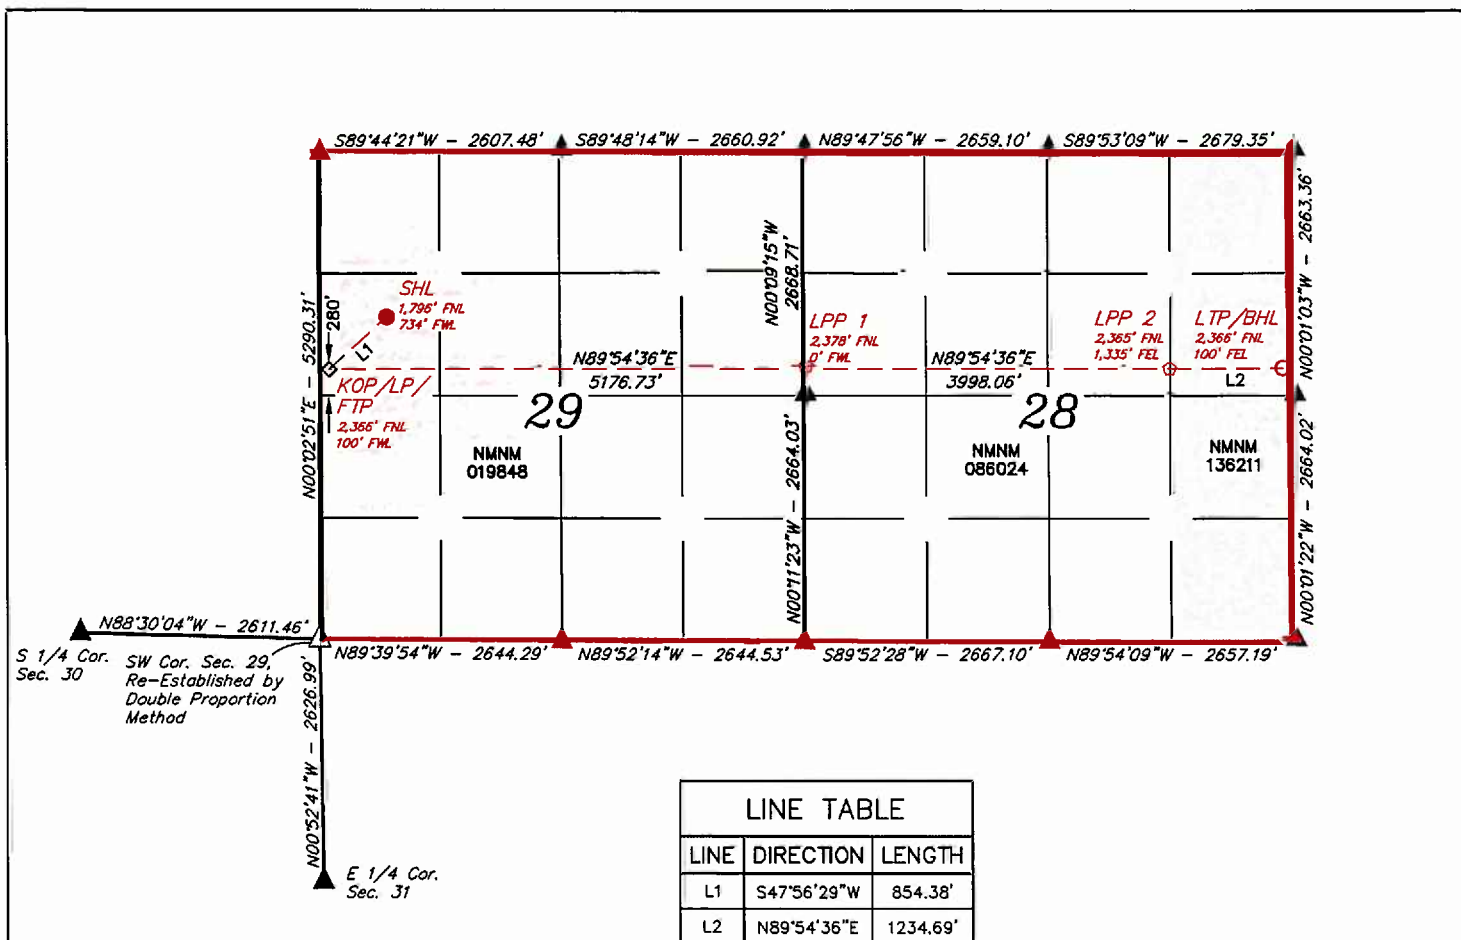 S89°44'21"W - 2607.48'
S89°48'14"W - 2660.92'
N89°47'56"W - 2659.10'
S89°53'09"W - 2679.35'
N00°02'51"E - 5290.31'
280'
SHL
1,796' FNL
734' FWL
L1
KOP/LP/
FTP
2,366' FNL
100' FWL
N89°54'36"E
5176.73'
29
NMNM
019848
N00°09'15"W
2668.71'
LPP 1
2,378' FNL
0' FWL
N89°54'36"E
3998.06'
28
NMNM
086024
LPP 2
2,365' FNL
1,335' FEL
LTP/BHL
2,366' FNL
100' FEL
L2
NMNM
136211
N00°01'03"W - 2663.36'
N00°01'22"W - 2664.02'
N00°11'23"W - 2664.03'
N88°30'04"W - 2611.46'
S 1/4 Cor.
Sec. 30
SW Cor. Sec. 29,
Re-Established by
Double Proportion
Method
N89°39'54"W - 2644.29'
N89°52'14"W - 2644.53'
S89°52'28"W - 2667.10'
N89°54'09"W - 2657.19'
N00°52'41"W - 2626.99'
E 1/4 Cor.
Sec. 31
LINE TABLE
LINE DIRECTION LENGTH
L1 S47°56'29"W 854.38'
L2 N89°54'36"E 1234.69'